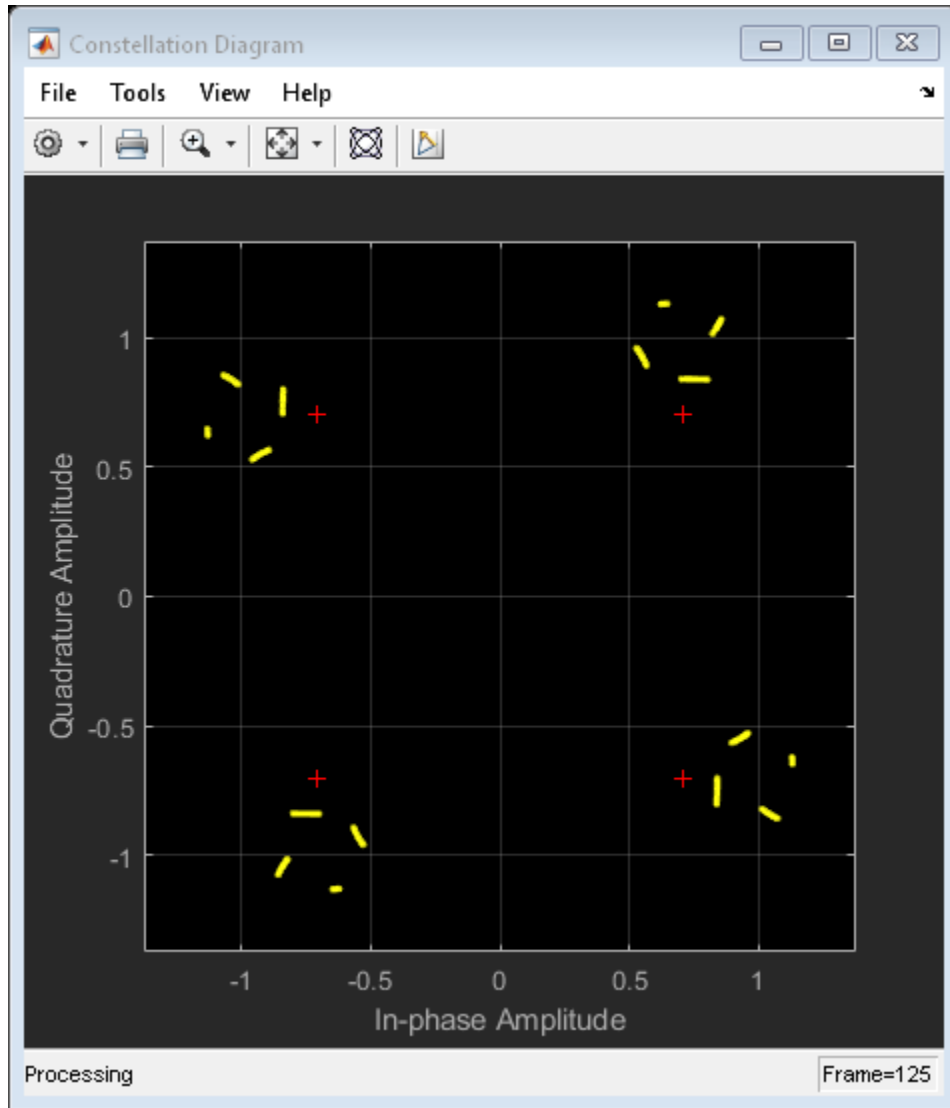 Constellation Diagram
File Tools View Help
1
0.5
0
-0.5
-1
Quadrature Amplitude
-1 -0.5 0 0.5 1
In-phase Amplitude
Processing Frame=125